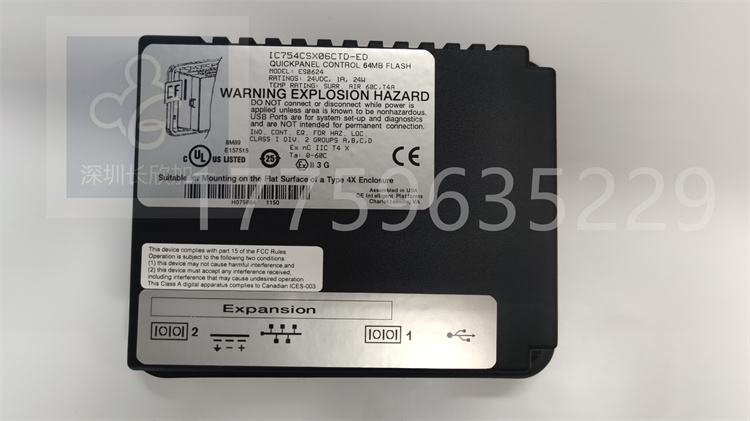 IC754CSX06CTD-ED
QUICKPANEL CONTROL 64MB FLASH
MODEL: ES0624
RATINGS: 24VDC, 1A, 24W
TEMP RATING: SURR. AIR 60C,T4A
CF
WARNING EXPLOSION HAZARD
DO NOT connect or disconnect while power is
applied unless area is known to be nonhazardous.
USB Ports are for system set-up and diagnostics
and are NOT intended for permanent connection.
IND. CONT. EQ. FOR HAZ. LOC.
CLASS I DIV. 2 GROUPS A,B,C,D
Ex nC IIC T4 X
Ta: 0-60C
8M89
E157515
C UL US LISTED
25
Ex II 3 G
CE
Suitable for Mounting on the Flat Surface of a Type 4X Enclosure
1150
Assembled in USA
GE Intelligent Platforms
VA
深圳长欣加
17759635229
This device complies with part 15 of the FCC Rules
Operation is subject to the following two conditions:
(1) this device may not cause harmful interference,and
(2) this device must accept any interference received,
including interference that may cause undesired operation.
This Class A digital apparatus complies to Canadian ICES-003
Expansion
2
1